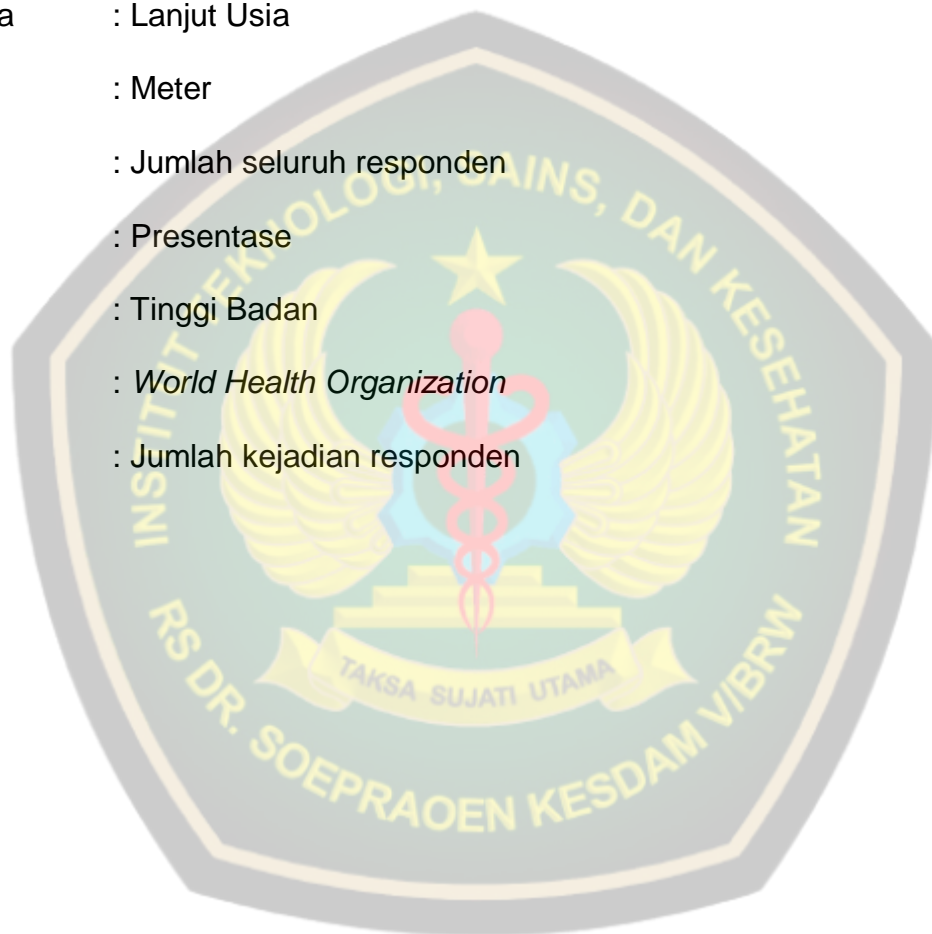 a : Lanjut Usia
: Meter
: Jumlah seluruh responden
: Presentase
: Tinggi Badan
: World Health Organization
: Jumlah kejadian responden
INSTITUT TEKNOLOGI, SAINS, DAN KESEHATAN
TAKSA SUJATI UTAMA
RS DR. SOEPRAOEN KESDAM V/BRW